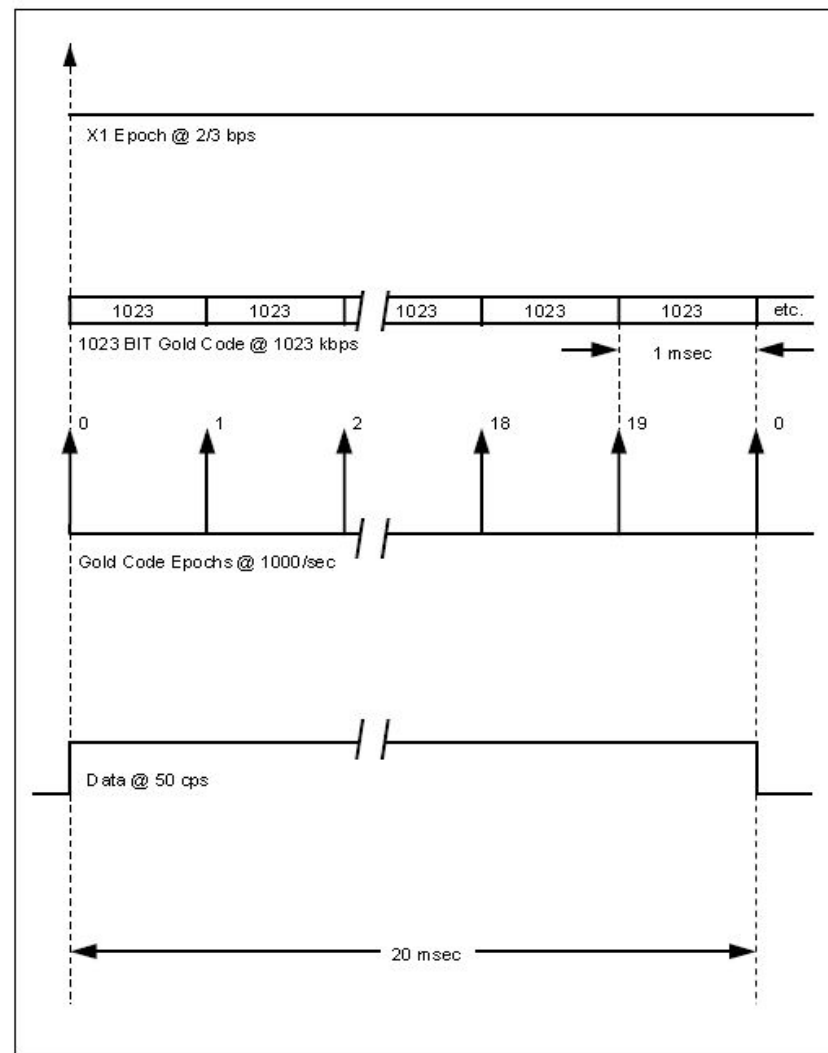 X1 Epoch @ 2/3 bps
1023 1023 1023 1023 1023 etc.
1023 BIT Gold Code @ 1023 kbps
1 msec
0 1 2 18 19 0
Gold Code Epochs @ 1000/sec
Data @ 50 cps
20 msec